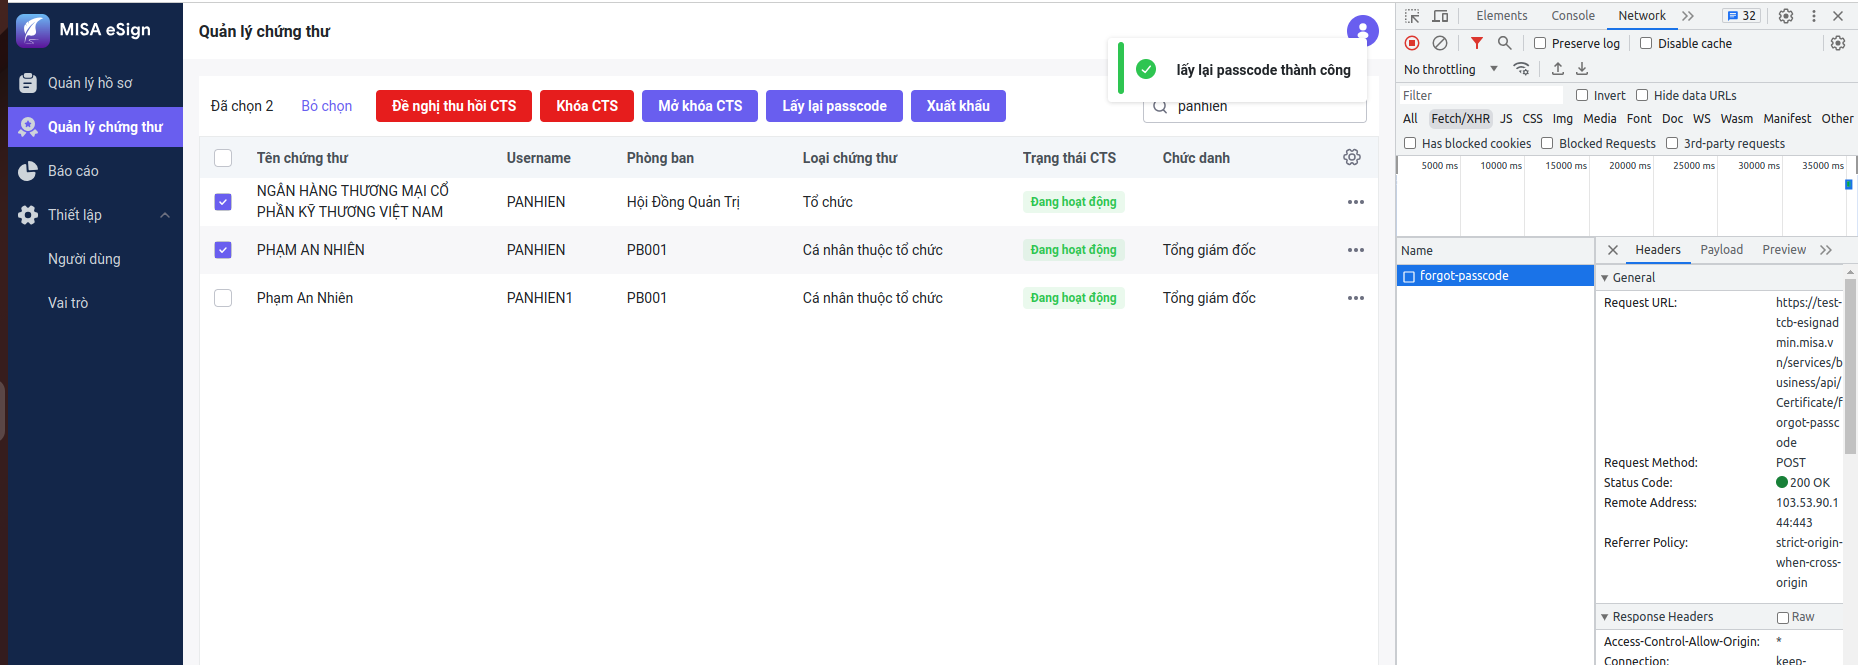 MISA eSign
Quản lý hồ sơ
Quản lý chứng thư
Báo cáo
Thiết lập
Người dùng
Vai trò
Quản lý chứng thư
lấy lại passcode thành công
Đã chọn 2 Bỏ chọn Đề nghị thu hồi CTS Khóa CTS Mở khóa CTS Lấy lại passcode Xuất khẩu panhien
Tên chứng thư Username Phòng ban Loại chứng thư Trạng thái CTS Chức danh
NGÂN HÀNG THƯƠNG MẠI CỔ
PHẦN KỸ THƯƠNG VIỆT NAM PANHIEN Hội Đồng Quản Trị Tổ chức Đang hoạt động
PHẠM AN NHIÊN PANHIEN PB001 Cá nhân thuộc tổ chức Đang hoạt động Tổng giám đốc
Phạm An Nhiên PANHIEN1 PB001 Cá nhân thuộc tổ chức Đang hoạt động Tổng giám đốc
Elements Console Network 32
Preserve log Disable cache
No throttling
Filter Invert Hide data URLs
All Fetch/XHR JS CSS Img Media Font Doc WS Wasm Manifest Other
Has blocked cookies Blocked Requests 3rd-party requests
5000 ms 10000 ms 15000 ms 20000 ms 25000 ms 30000 ms 35000 ms
Name
forgot-passcode
Headers Payload Preview
General
Request URL: https://test-
tcb-esignad
min.misa.v
n/services/b
usiness/api/
Certificate/f
orgot-passc
ode
Request Method: POST
Status Code: 200 OK
Remote Address: 103.53.90.1
44:443
Referrer Policy: strict-origin-
when-cross-
origin
Response Headers Raw
Access-Control-Allow-Origin: *
Connection: keep-